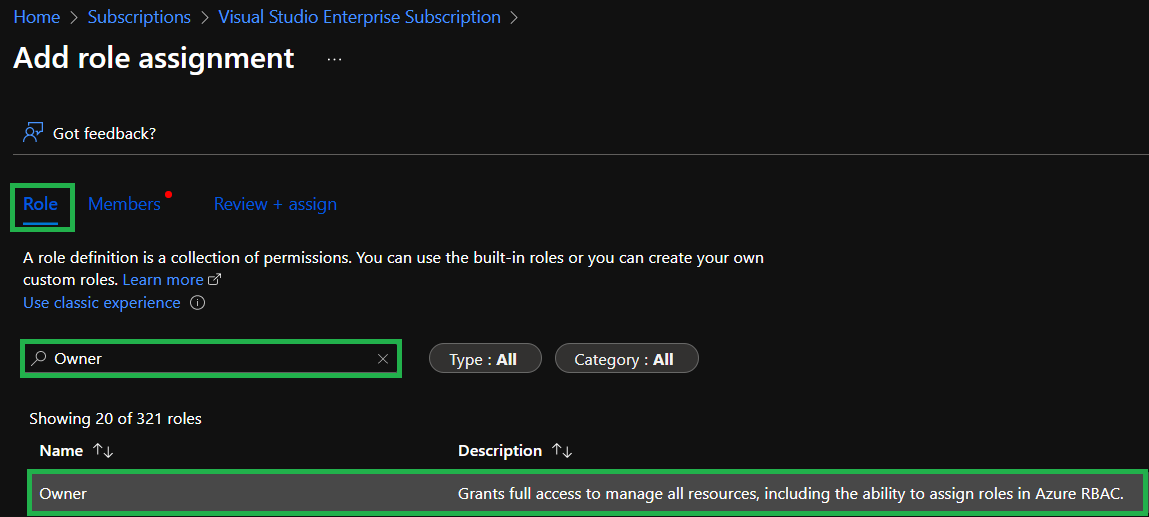 Home > Subscriptions > Visual Studio Enterprise Subscription >
Add role assignment ...
Got feedback?
Role Members Review + assign
A role definition is a collection of permissions. You can use the built-in roles or you can create your own
custom roles. Learn more
Use classic experience
Owner Type : All Category : All
Showing 20 of 321 roles
Name ↑↓ Description ↑↓
Owner Grants full access to manage all resources, including the ability to assign roles in Azure RBAC.